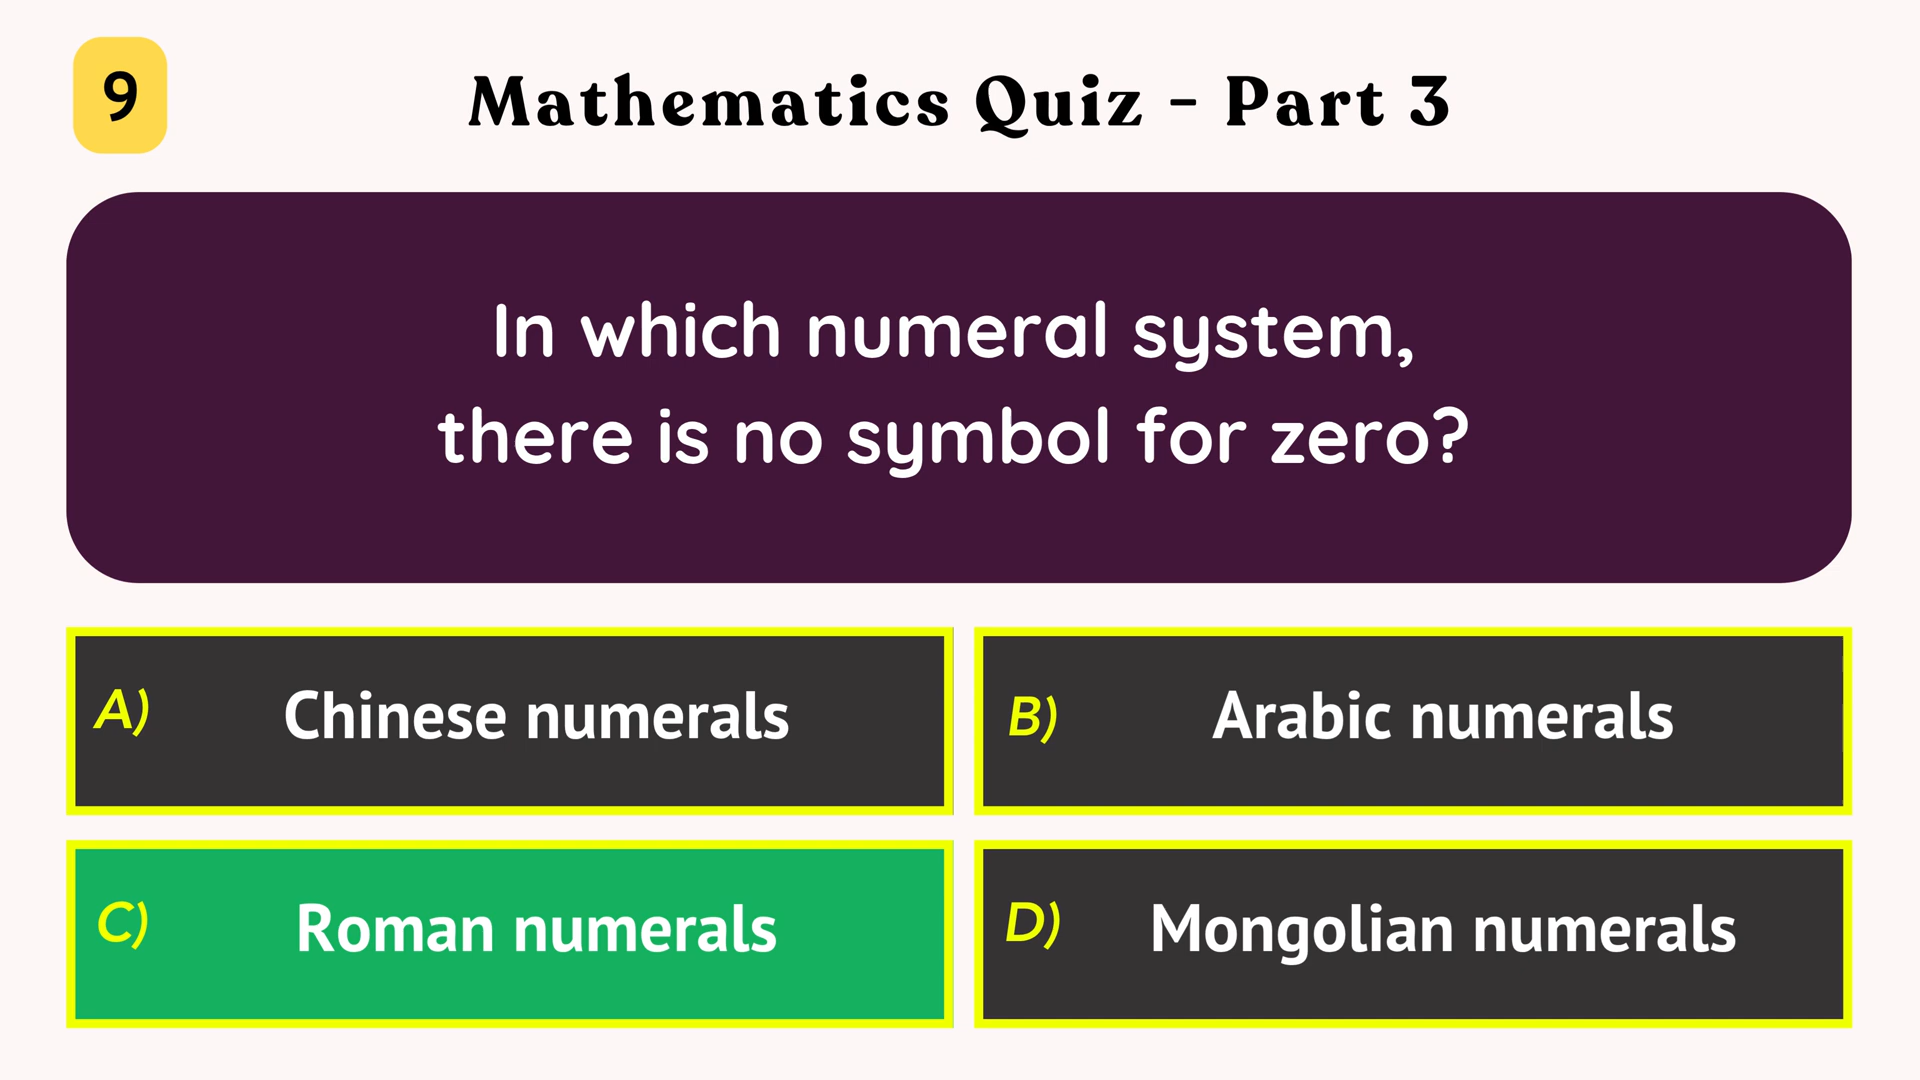 9
Mathematics Quiz - Part 3
In which numeral system,
there is no symbol for zero?
A) Chinese numerals
B) Arabic numerals
C) Roman numerals
D) Mongolian numerals